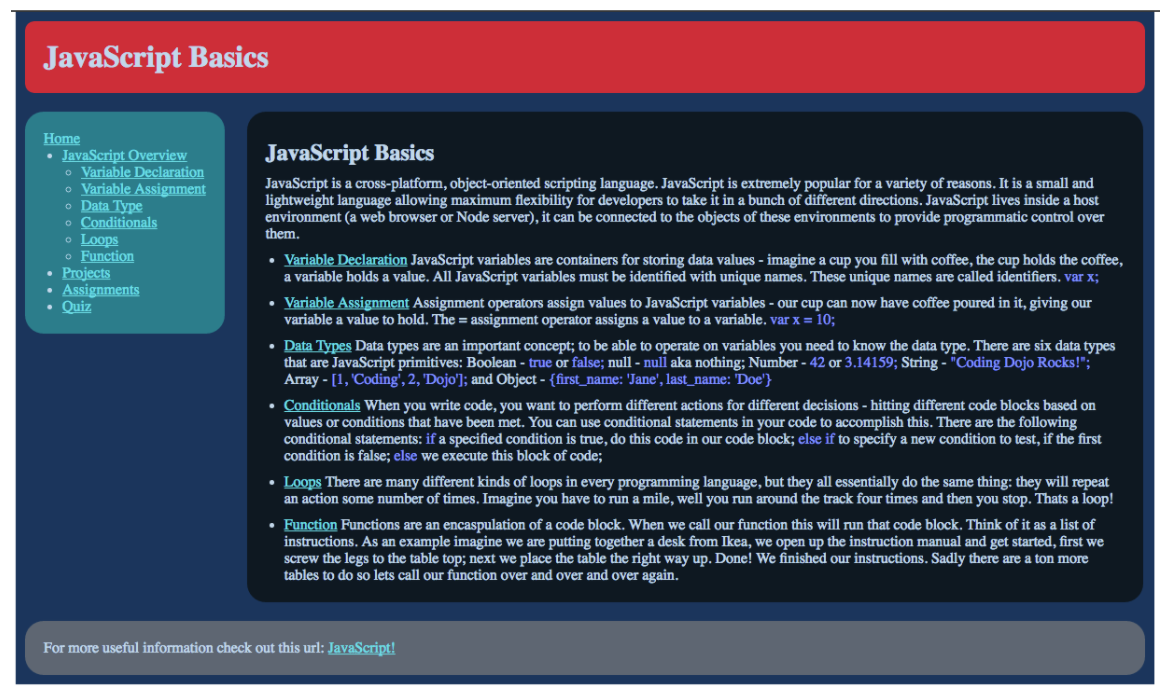 JavaScript Basics
Home
JavaScript Overview
Variable Declaration
Variable Assignment
Data Type
Conditionals
Loops
Function
Projects
Assignments
Quiz
JavaScript Basics
JavaScript is a cross-platform, object-oriented scripting language. JavaScript is extremely popular for a variety of reasons. It is a small and
lightweight language allowing maximum flexibility for developers to take it in a bunch of different directions. JavaScript lives inside a host
environment (a web browser or Node server), it can be connected to the objects of these environments to provide programmatic control over
them.
Variable Declaration JavaScript variables are containers for storing data values - imagine a cup you fill with coffee, the cup holds the coffee,
a variable holds a value. All JavaScript variables must be identified with unique names. These unique names are called identifiers. var x;
Variable Assignment Assignment operators assign values to JavaScript variables - our cup can now have coffee poured in it, giving our
variable a value to hold. The = assignment operator assigns a value to a variable. var x = 10;
Data Types Data types are an important concept; to be able to operate on variables you need to know the data type. There are six data types
that are JavaScript primitives: Boolean - true or false; null - null aka nothing; Number - 42 or 3.14159; String - "Coding Dojo Rocks!";
Array - [1, 'Coding', 2, 'Dojo']; and Object - {first_name: 'Jane', last_name: 'Doe'}
Conditionals When you write code, you want to perform different actions for different decisions - hitting different code blocks based on
values or conditions that have been met. You can use conditional statements in your code to accomplish this. There are the following
conditional statements: if a specified condition is true, do this code in our code block; else if to specify a new condition to test, if the first
condition is false; else we execute this block of code;
Loops There are many different kinds of loops in every programming language, but they all essentially do the same thing: they will repeat
an action some number of times. Imagine you have to run a mile, well you run around the track four times and then you stop. Thats a loop!
Function Functions are an encaspulation of a code block. When we call our function this will run that code block. Think of it as a list of
instructions. As an example imagine we are putting together a desk from Ikea, we open up the instruction manual and get started, first we
screw the legs to the table top; next we place the table the right way up. Done! We finished our instructions. Sadly there are a ton more
tables to do so lets call our function over and over and over again.
For more useful information check out this url: JavaScript!